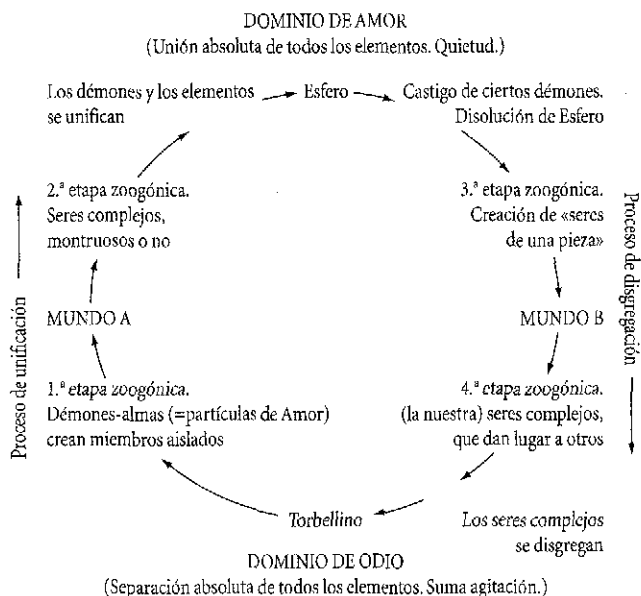 DOMINIO DE AMOR
(Unión absoluta de todos los elementos. Quietud.)
Los démones y los elementos
se unifican
Esfero
Castigo de ciertos démones.
Disolución de Esfero
2.ª etapa zoogónica.
Seres complejos,
montruosos o no
3.ª etapa zoogónica.
Creación de «seres
de una pieza»
Proceso de unificación
Proceso de disgregación
MUNDO A
MUNDO B
1.ª etapa zoogónica.
Démones-almas (=partículas de Amor)
crean miembros aislados
4.ª etapa zoogónica.
(la nuestra) seres complejos,
que dan lugar a otros
Torbellino
Los seres complejos
se disgregan
DOMINIO DE ODIO
(Separación absoluta de todos los elementos. Suma agitación.)